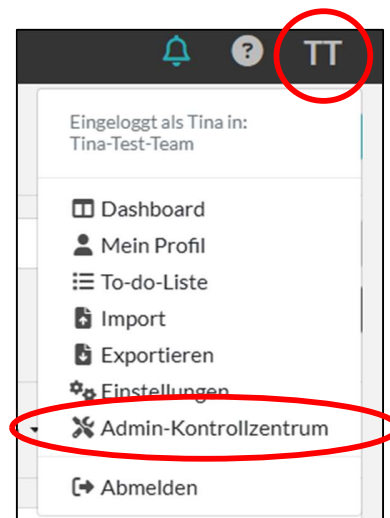 ?
TT
Eingeloggt als Tina in:
Tina-Test-Team
Dashboard
Mein Profil
To-do-Liste
Import
Exportieren
Einstellungen
Admin-Kontrollzentrum
Abmelden